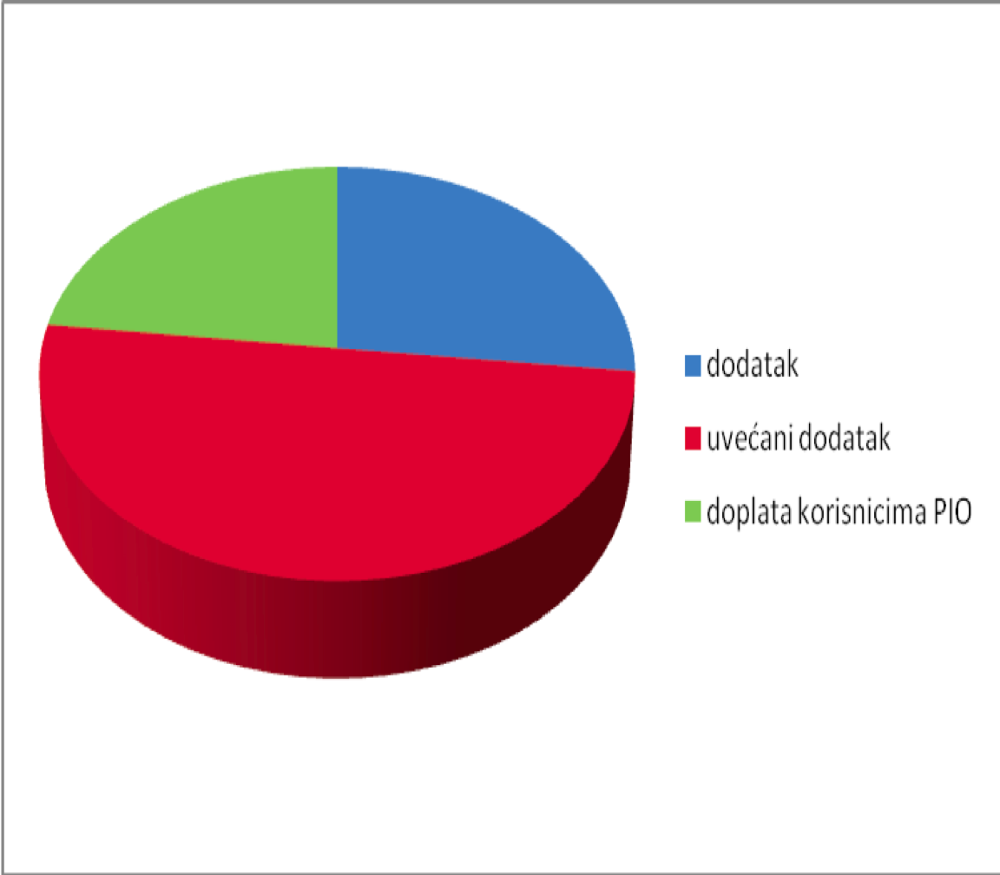 dodatak
uvećani dodatak
doplata korisnicima PIO